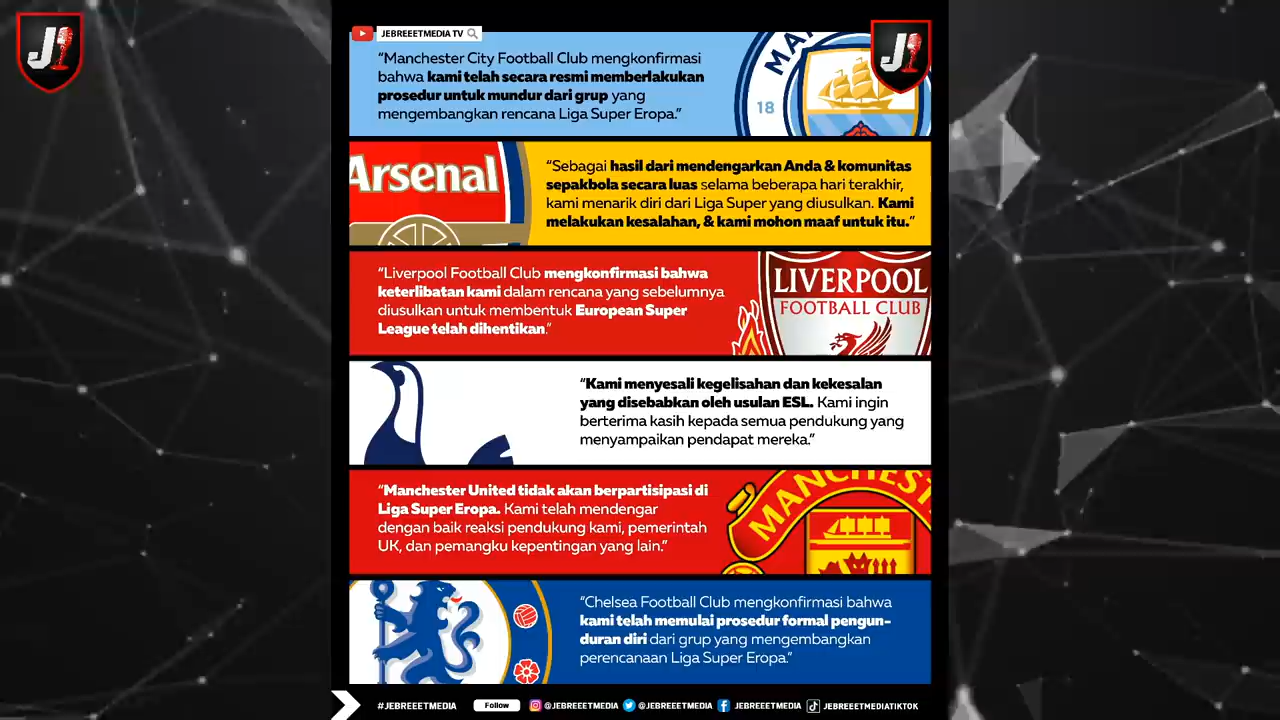 J1
JEBREEETMEDIA TV
J1
“Manchester City Football Club mengkonfirmasi
bahwa kami telah secara resmi memberlakukan
prosedur untuk mundur dari grup yang
mengembangkan rencana Liga Super Eropa.”
MAN
18
Arsenal
“Sebagai hasil dari mendengarkan Anda & komunitas
sepakbola secara luas selama beberapa hari terakhir,
kami menarik diri dari Liga Super yang diusulkan. Kami
melakukan kesalahan, & kami mohon maaf untuk itu.”
“Liverpool Football Club mengkonfirmasi bahwa
keterlibatan kami dalam rencana yang sebelumnya
diusulkan untuk membentuk European Super
League telah dihentikan.”
LIVERPOOL
FOOTBALL CLUB
“Kami menyesali kegelisahan dan kekesalan
yang disebabkan oleh usulan ESL. Kami ingin
berterima kasih kepada semua pendukung yang
menyampaikan pendapat mereka.”
“Manchester United tidak akan berpartisipasi di
Liga Super Eropa. Kami telah mendengar
dengan baik reaksi pendukung kami, pemerintah
UK, dan pemangku kepentingan yang lain.”
MANCHESTE
“Chelsea Football Club mengkonfirmasi bahwa
kami telah memulai prosedur formal pengun-
duran diri dari grup yang mengembangkan
perencanaan Liga Super Eropa.”
#JEBREEETMEDIA Follow @JEBREEETMEDIA @JEBREEETMEDIA JEBREEETMEDIA JEBREEETMEDIATIKTOK